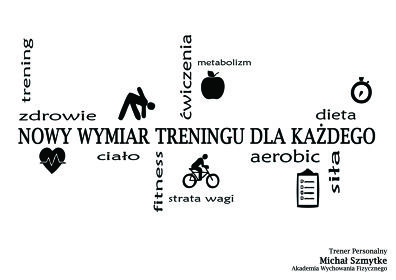 trening
ćwiczenia
metabolizm
zdrowie
dieta
NOWY WYMIAR TRENINGU DLA KAŻDEGO
ciało
fitness
aerobic
siła
strata wagi
Trener Personalny
Michał Szmytke
Akademia Wychowania Fizycznego